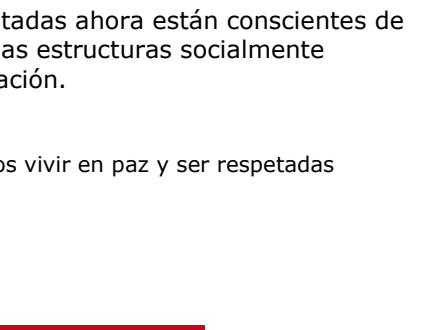 tadas ahora están conscientes de
as estructuras socialmente
ación.
os vivir en paz y ser respetadas